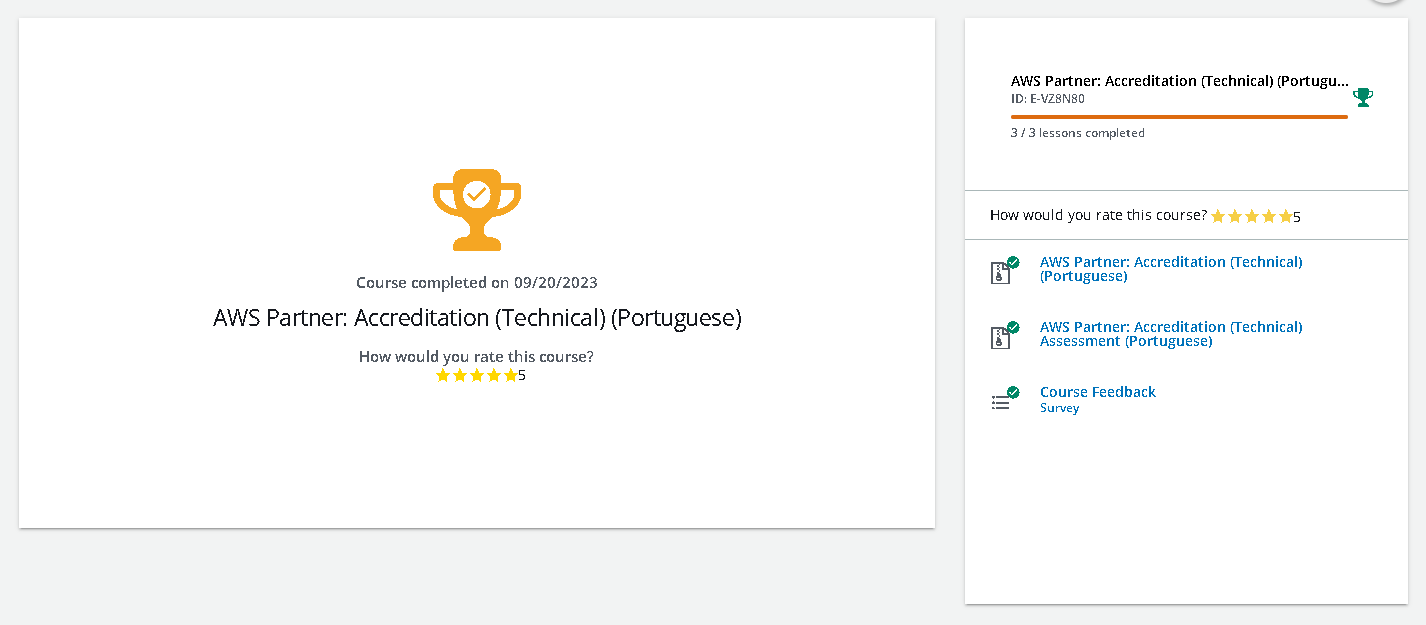 Course completed on 09/20/2023
AWS Partner: Accreditation (Technical) (Portuguese)
How would you rate this course?
5
AWS Partner: Accreditation (Technical) (Portugu...
ID: E-VZ8N80
3 / 3 lessons completed
How would you rate this course? 5
AWS Partner: Accreditation (Technical)
(Portuguese)
AWS Partner: Accreditation (Technical)
Assessment (Portuguese)
Course Feedback
Survey